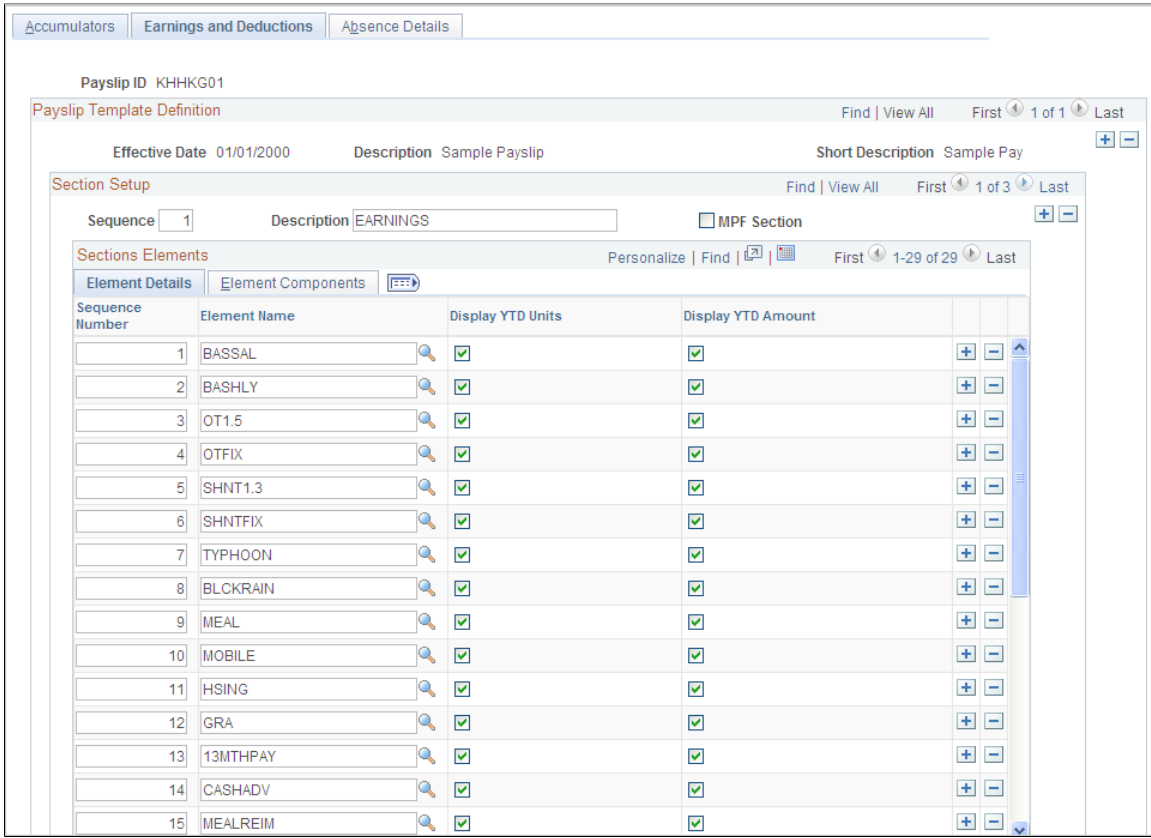 Accumulators Earnings and Deductions Absence Details
Payslip ID KHHKG01
Payslip Template Definition Find | View All First 1 of 1 Last
Effective Date 01/01/2000 Description Sample Payslip Short Description Sample Pay
Section Setup Find | View All First 1 of 3 Last
Sequence 1 Description EARNINGS MPF Section
Sections Elements Personalize | Find | | First 1-29 of 29 Last
Element Details Element Components
Sequence Number Element Name Display YTD Units Display YTD Amount
1 BASSAL
2 BASHLY
3 OT1.5
4 OTFIX
5 SHNT1.3
6 SHNTFIX
7 TYPHOON
8 BLCKRAIN
9 MEAL
10 MOBILE
11 HSING
12 GRA
13 13MTHPAY
14 CASHADV
15 MEALREIM